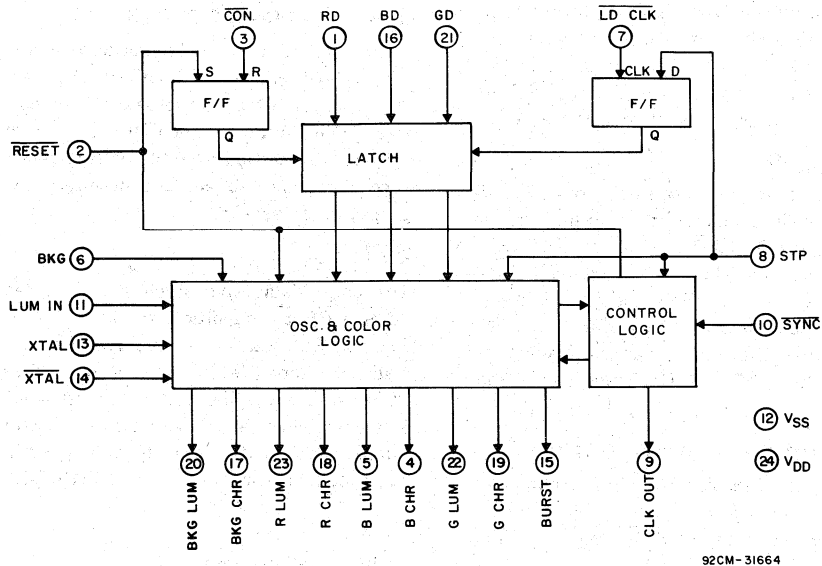 CON RD BD GD LD CLK
3 1 16 21 7
S R CLK D
F/F F/F
Q Q
RESET 2 LATCH
BKG 6 8 STP
LUM IN 11 OSC. & COLOR LOGIC CONTROL LOGIC 10 SYNC
XTAL 13
XTAL 14
12 VSS
20 17 23 18 5 4 22 19 15 9 24 VDD
BKG LUM BKG CHR R LUM R CHR B LUM B CHR G LUM G CHR BURST CLK OUT
92CM-31664